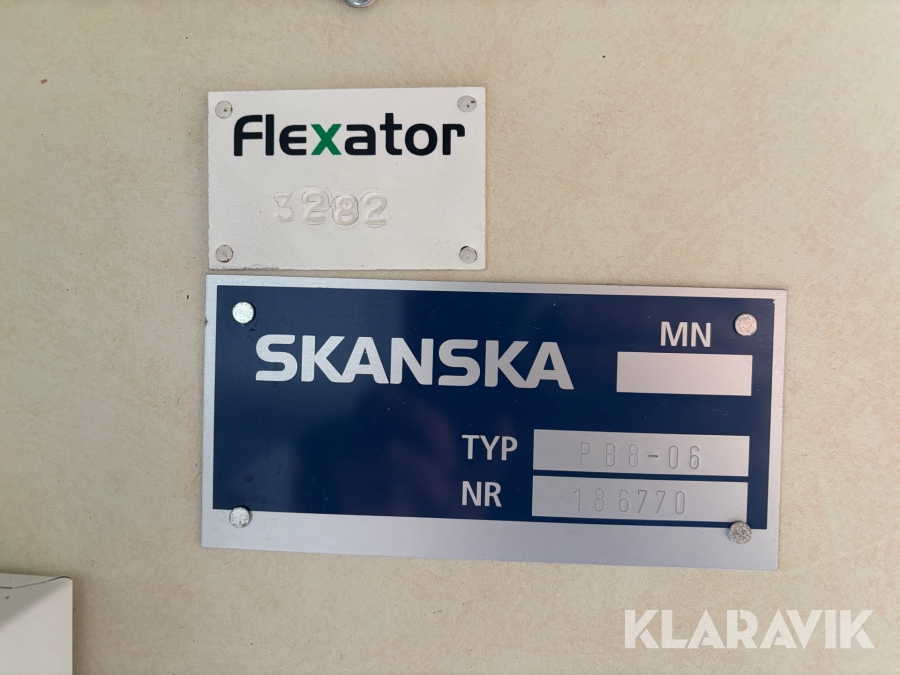 Flexator
3282
SKANSKA
MN
TYP PB8-06
NR 186770
KLARAVIK